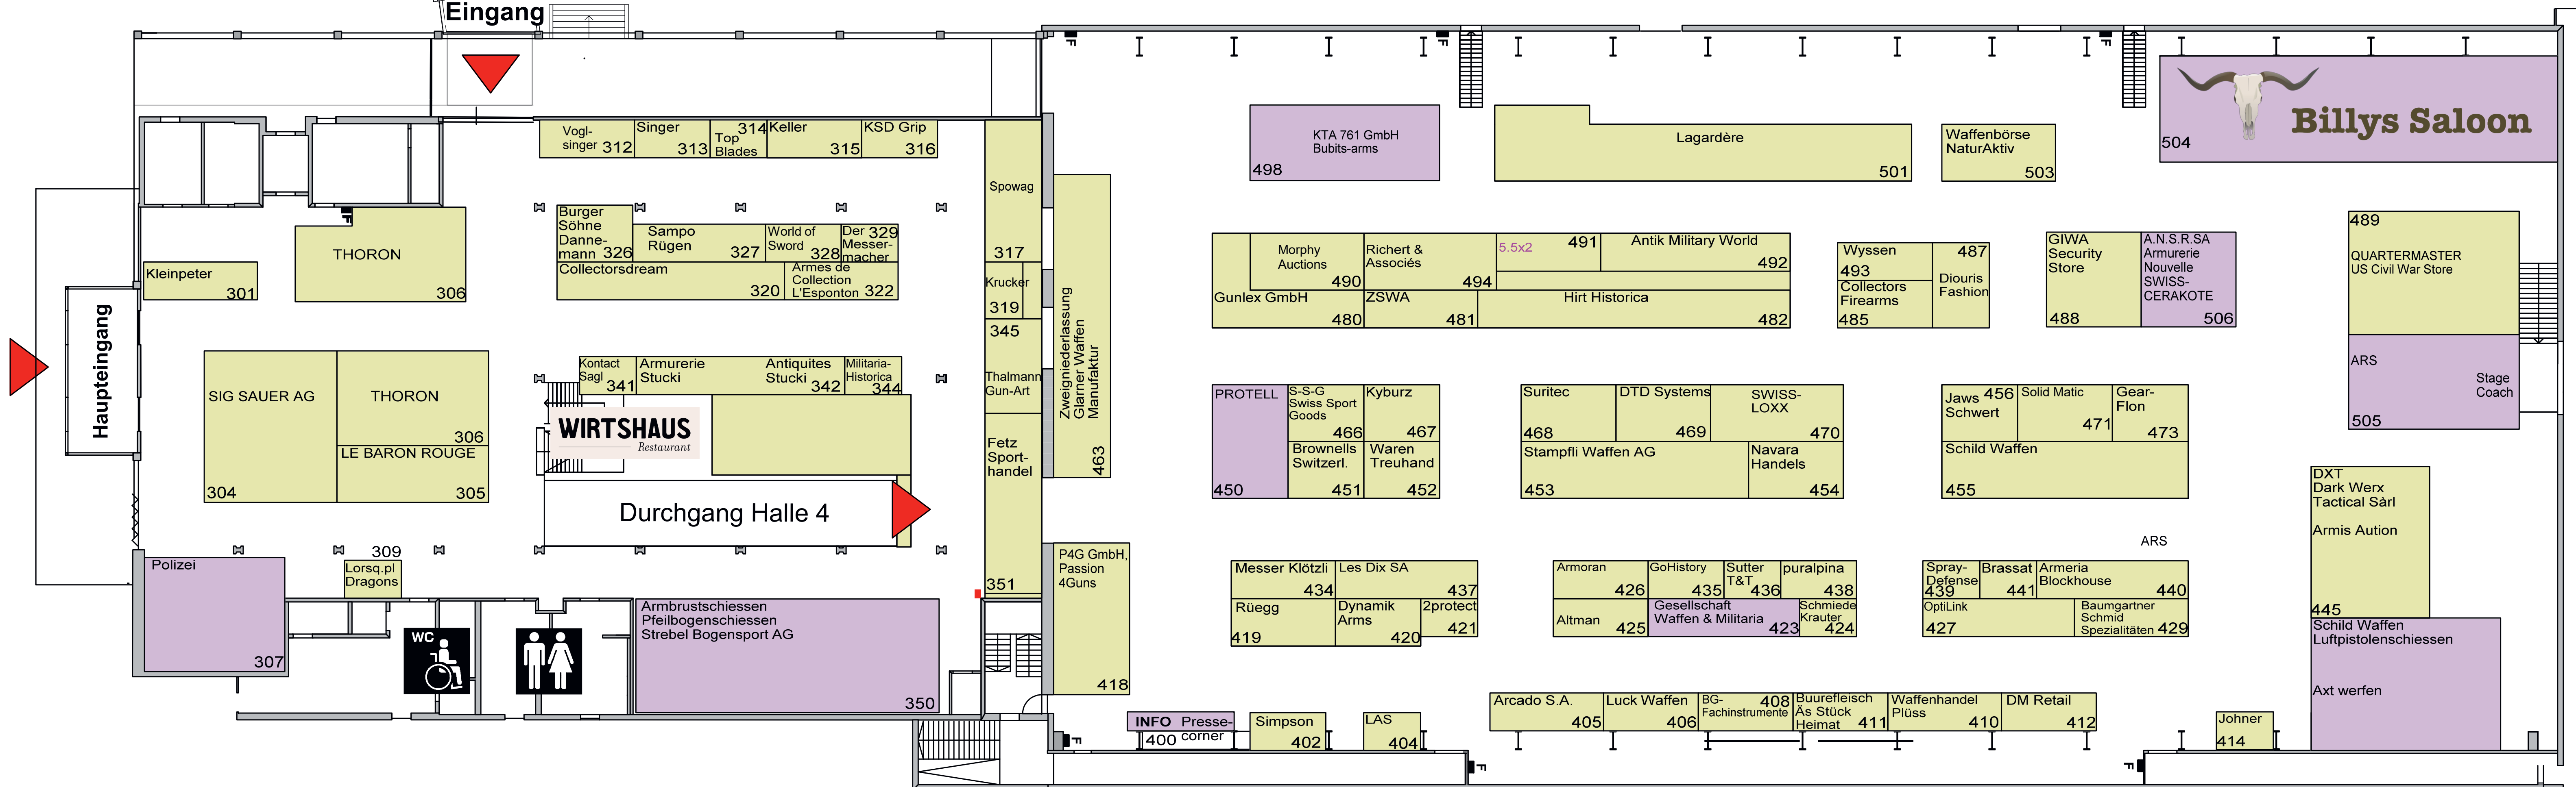 Eingang
Haupteingang
Vogl-
singer 312
Singer
313
314
Top
Blades
Keller
315
KSD Grip
316
Spowag
317
Krucker
319
345
Thalmann
Gun-Art
Fetz
Sport-
handel
351
THORON
306
Kleinpeter
301
Burger
Söhne
Danne-
mann 326
Sampo
Rügen
327
World of
Sword
328
Der 329
Messer-
macher
Collectorsdream
320
Armes de
Collection
L'Esponton 322
SIG SAUER AG
304
THORON
306
LE BARON ROUGE
305
Kontact
Sagl 341
Armurerie
Stucki
Antiquites
Stucki 342
Militaria-
Historica
344
WIRTSHAUS
Restaurant
Durchgang Halle 4
Polizei
307
309
Lorsq.pl
Dragons
WC
Armbrustschiessen
Pfeilbogenschiessen
Strebel Bogensport AG
350
Zweigniederlassung
Glarner Waffen
Manufaktur
463
P4G GmbH,
Passion
4Guns
418
F
F
F
F
F
F
F
KTA 761 GmbH
Bubits-arms
498
Lagardère
501
Waffenbörse
NaturAktiv
503
Billys Saloon
504
Morphy
Auctions
490
Richert &
Associés
494
5.5x2
491
Antik Military World
492
Gunlex GmbH
480
ZSWA
481
Hirt Historica
482
Wyssen
493
487
Diouris
Fashion
Collectors
Firearms
485
GIWA
Security
Store
488
A.N.S.R.SA
Armurerie
Nouvelle
SWISS-
CERAKOTE
506
489
QUARTERMASTER
US Civil War Store
ARS
Stage
Coach
505
PROTELL
450
S-S-G
Swiss Sport
Goods
466
Kyburz
467
Brownells
Switzerl.
451
Waren
Treuhand
452
Suritec
468
DTD Systems
469
SWISS-
LOXX
470
Stampfli Waffen AG
453
Navara
Handels
454
Jaws 456
Schwert
Solid Matic
471
Gear-
Flon
473
Schild Waffen
455
DXT
Dark Werx
Tactical Sàrl
Armis Aution
445
ARS
Messer Klötzli
434
Les Dix SA
437
Rüegg
419
Dynamik
Arms
420
2protect
421
Armoran
426
GoHistory
435
Sutter
T&T
436
puralpina
438
Altman
425
Gesellschaft
Waffen & Militaria
423
Schmiede
Krauter
424
Spray-
Defense
439
Brassat
441
Armeria
Blockhouse
440
OptiLink
427
Baumgartner
Schmid
Spezialitäten 429
Schild Waffen
Luftpistolenschiessen
Axt werfen
INFO Presse-
corner
400
Simpson
402
LAS
404
Arcado S.A.
405
Luck Waffen
406
BG-
Fachinstrumente
408
Buurefleisch
Äs Stück
Heimat
411
Waffenhandel
Plüss
410
DM Retail
412
Johner
414